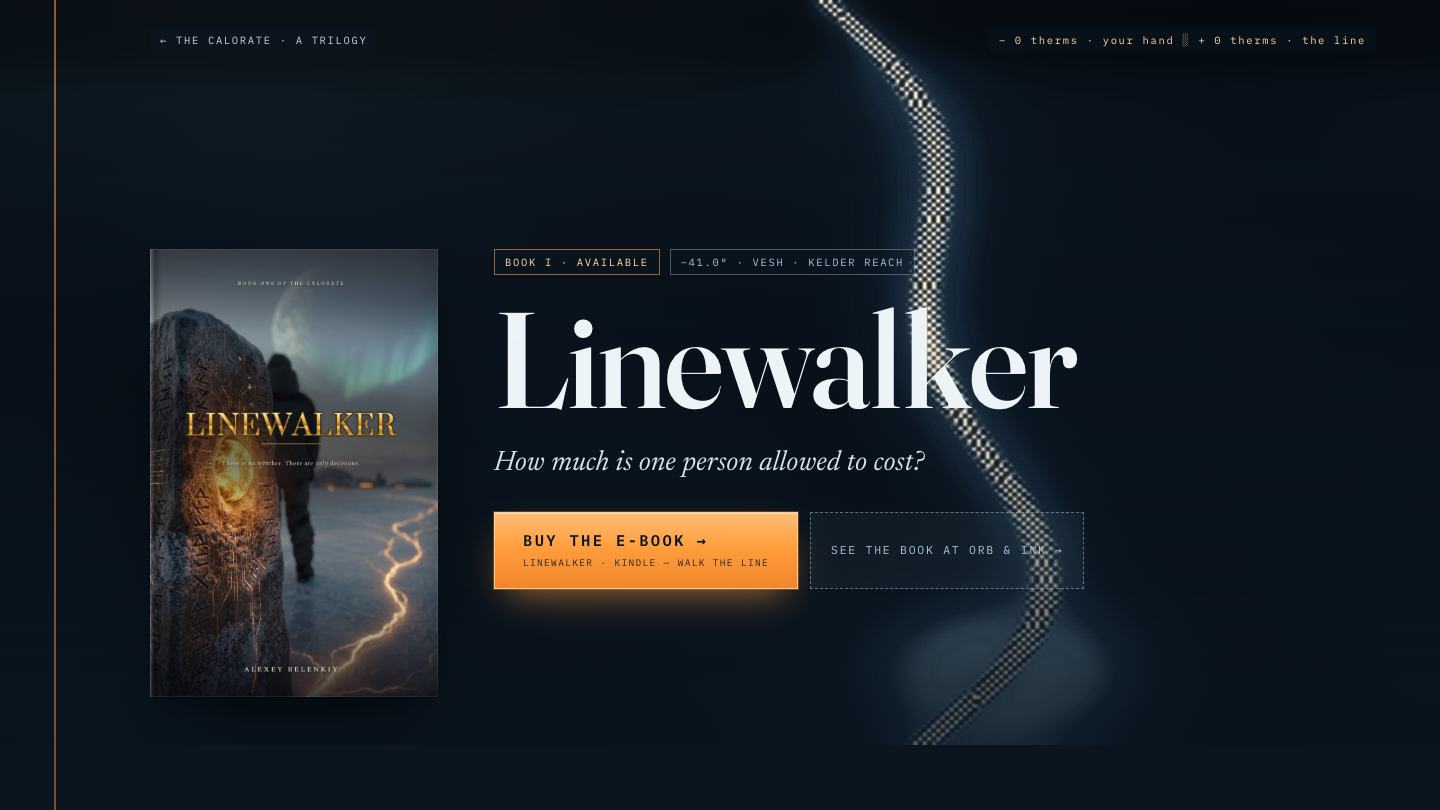 ← THE CALORATE · A TRILOGY
− 0 therms · your hand ░ + 0 therms · the line
BOOK ONE OF THE CALORATE
LINEWALKER
There is no weather. There are only decisions.
ALEXEY BELENKIY
BOOK I · AVAILABLE
−41.0° · VESH · KELDER REACH
Linewalker
How much is one person allowed to cost?
BUY THE E-BOOK →
LINEWALKER · KINDLE — WALK THE LINE
SEE THE BOOK AT ORB & INK →